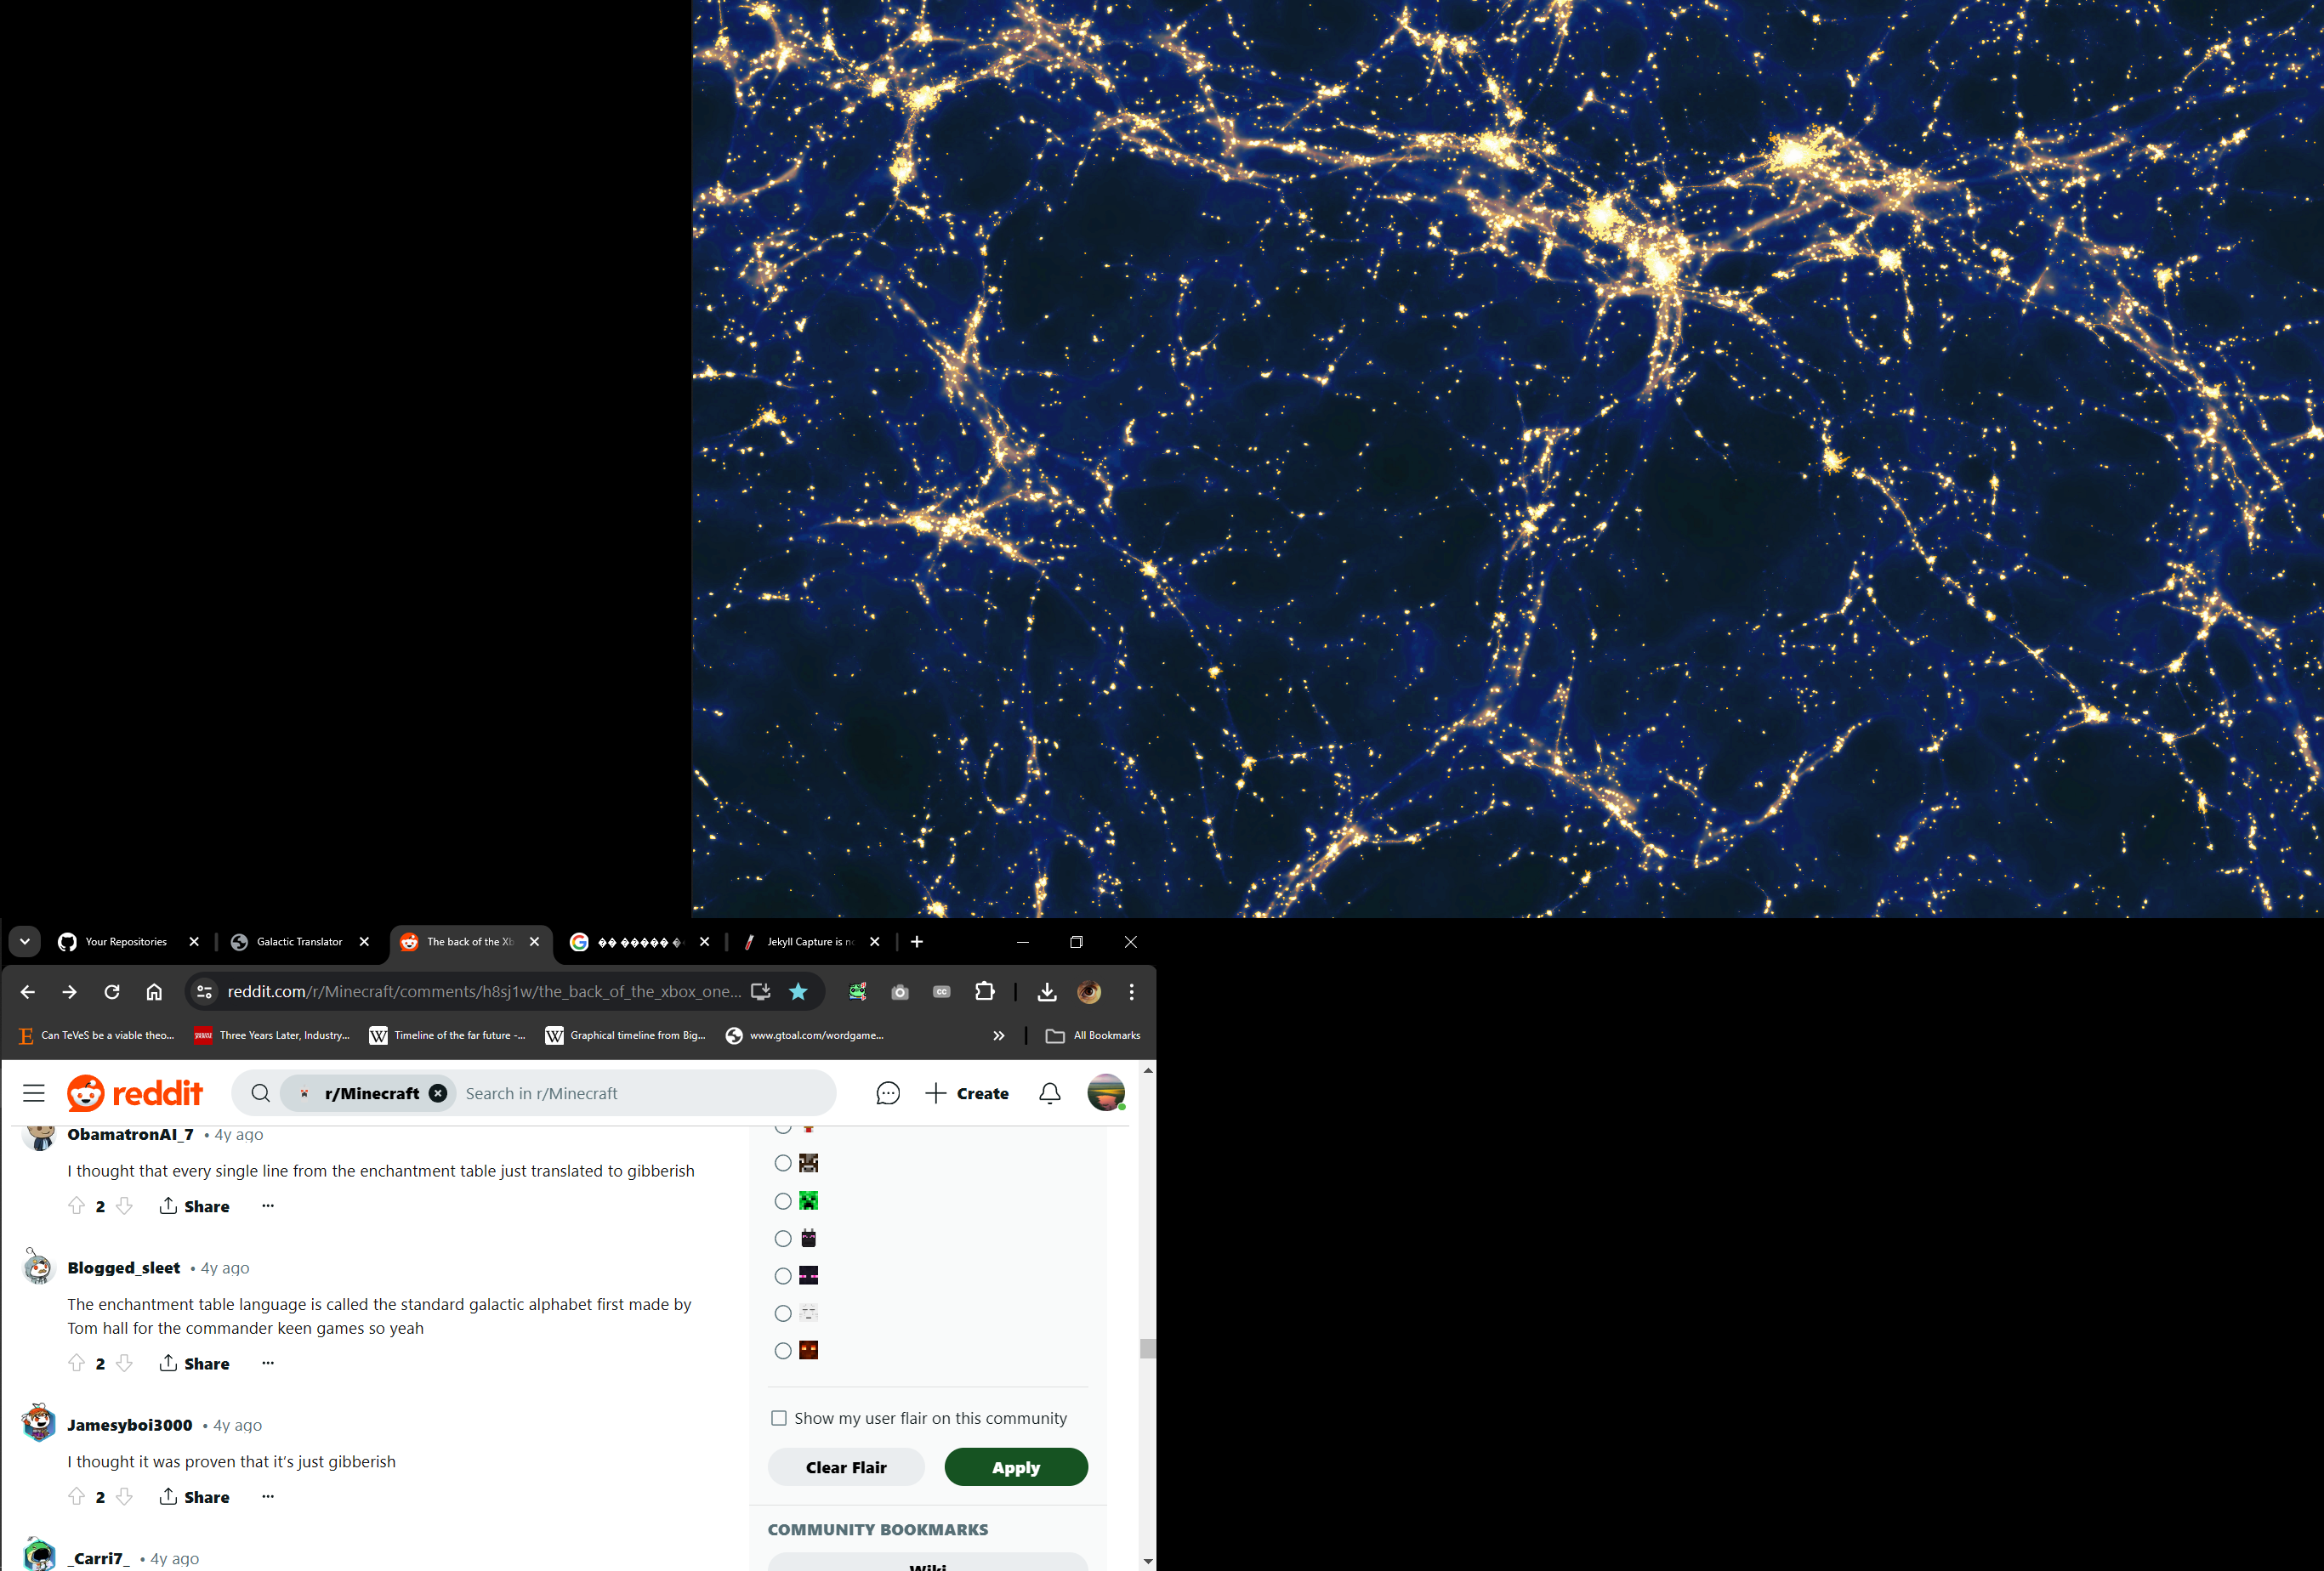 Your Repositories
Galactic Translator
The back of the Xb
�� ����� �
Jekyll Capture is n
reddit.com/r/Minecraft/comments/h8sj1w/the_back_of_the_xbox_one...
Can TeVeS be a viable theo...
Three Years Later, Industry...
Timeline of the far future -...
Graphical timeline from Big...
www.gtoal.com/wordgame...
All Bookmarks
reddit
r/Minecraft
Search in r/Minecraft
Create
ObamatronAI_7 • 4y ago
I thought that every single line from the enchantment table just translated to gibberish
2
Share
Blogged_sleet • 4y ago
The enchantment table language is called the standard galactic alphabet first made by
Tom hall for the commander keen games so yeah
2
Share
Jamesyboi3000 • 4y ago
I thought it was proven that it's just gibberish
2
Share
_Carri7_ • 4y ago
Show my user flair on this community
Clear Flair
Apply
COMMUNITY BOOKMARKS
Wiki